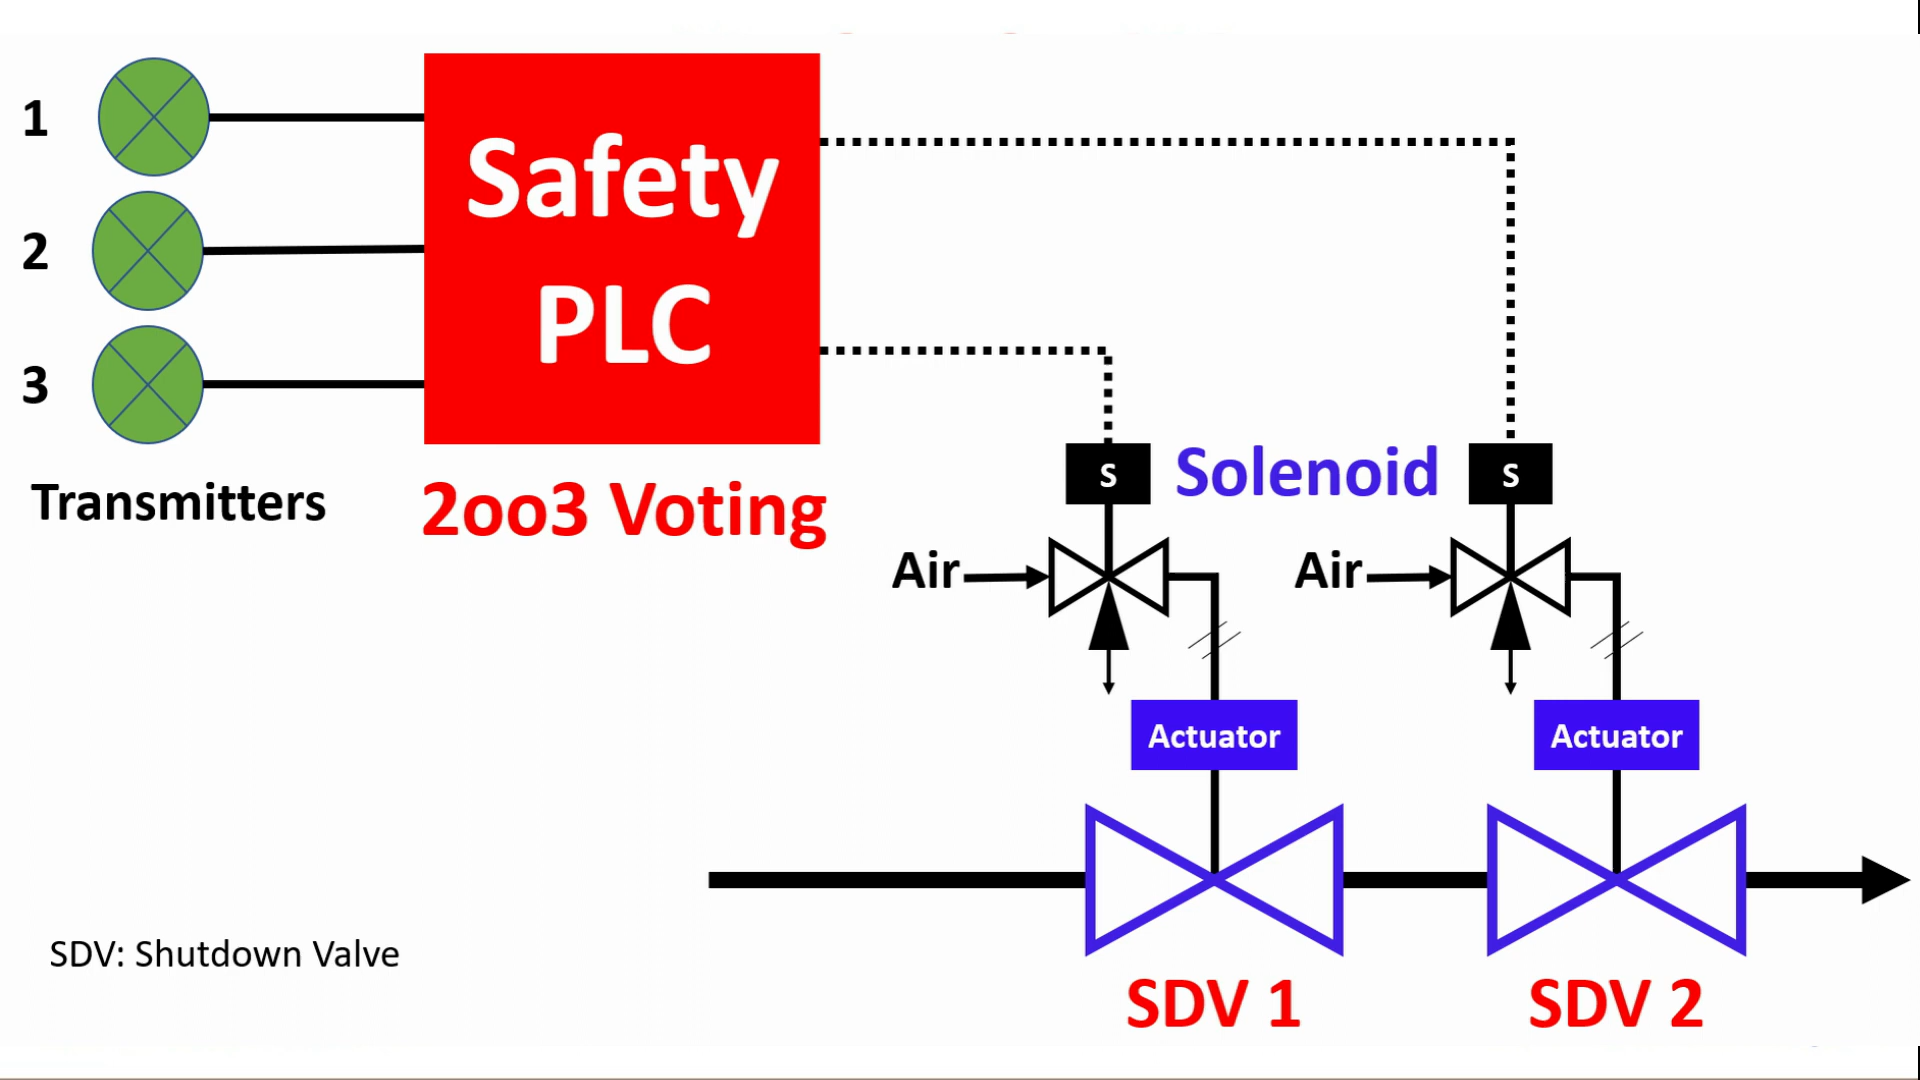 1
2
3
Transmitters
Safety
PLC
2oo3 Voting
S
Solenoid
S
Air
Air
Actuator
Actuator
SDV: Shutdown Valve
SDV 1
SDV 2